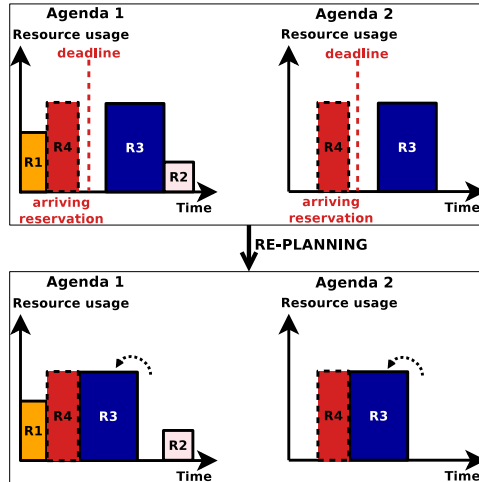 Agenda 1
Agenda 2
Resource usage
Resource usage
deadline
deadline
R1
R4
R3
R2
R4
R3
arriving
reservation
Time
arriving
reservation
Time
RE-PLANNING
Agenda 1
Agenda 2
Resource usage
Resource usage
R1
R4
R3
R2
R4
R3
Time
Time